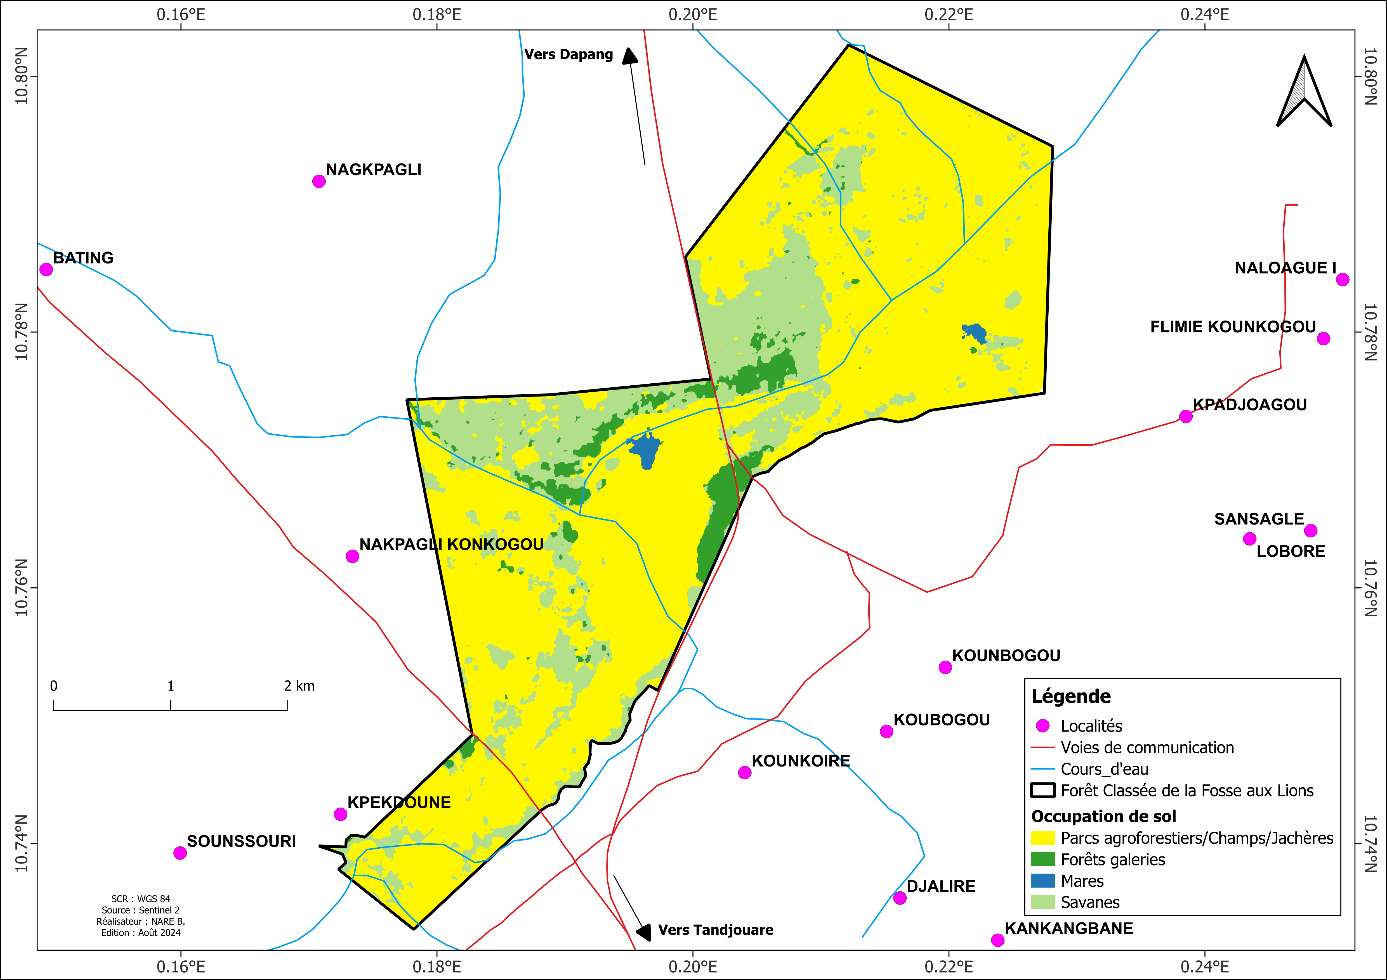 0.16°E 0.18°E 0.20°E 0.22°E 0.24°E
Vers Dapang
10.80°N
10.80°N
NAGKPAGLI
BATING
NALOAGUE I
10.78°N
FLIMIE KOUNKOGOU
10.78°N
KPADJOAGOU
SANSAGLE
NAKPAGLI KONKOGOU
LOBORE
10.76°N
10.76°N
KOUNBOGOU
0 1 2 km
KOUBOGOU
KOUNKOIRE
KPEKDOUNE
SOUNSSOURI
10.74°N
10.74°N
DJALIRE
Vers Tandjouare
KANKANGBANE
Légende
Localités
Voies de communication
Cours_d'eau
Forêt Classée de la Fosse aux Lions
Occupation de sol
Parcs agroforestiers/Champs/Jachères
Forêts galeries
Mares
Savanes
SCR : WGS 84
Source : Sentinel 2
Réalisateur : NARE B.
Edition : Août 2024
0.16°E 0.18°E 0.20°E 0.22°E 0.24°E